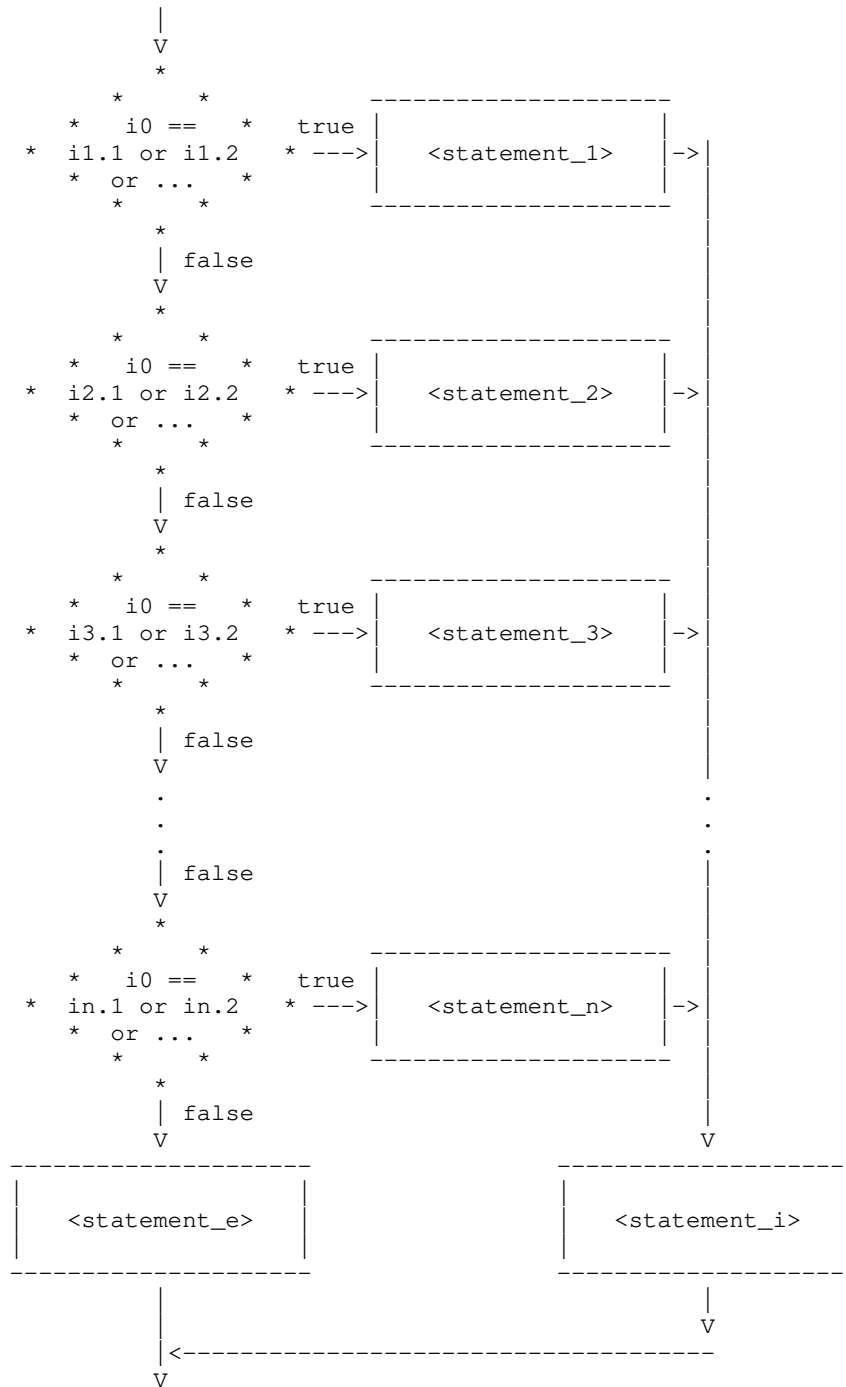 i0 == true
i1.1 or i1.2 <statement_1>
or ...
false
i0 == true
i2.1 or i2.2 <statement_2>
or ...
false
i0 == true
i3.1 or i3.2 <statement_3>
or ...
false
.
.
.
false
i0 == true
in.1 or in.2 <statement_n>
or ...
false
<statement_e> <statement_i>